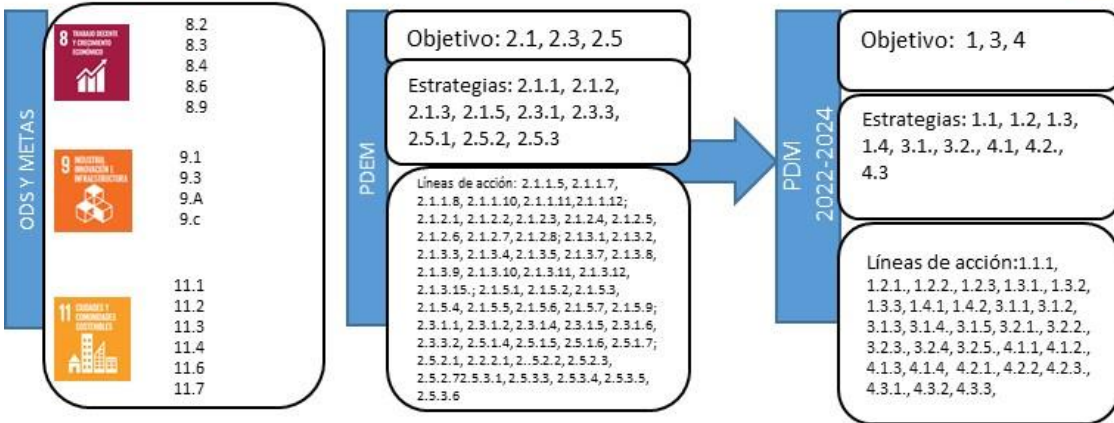 ODS Y METAS
8 TRABAJO DECENTE
Y CRECIMIENTO
ECONÓMICO
8.2
8.3
8.4
8.6
8.9
9 INDUSTRIA,
INNOVACIÓN E
INFRAESTRUCTURA
9.1
9.3
9.A
9.c
11 CIUDADES Y
COMUNIDADES
SOSTENIBLES
11.1
11.2
11.3
11.4
11.6
11.7
PDEM
Objetivo: 2.1, 2.3, 2.5
Estrategias: 2.1.1, 2.1.2,
2.1.3, 2.1.5, 2.3.1, 2.3.3,
2.5.1, 2.5.2, 2.5.3
Líneas de acción: 2.1.1.5, 2.1.1.7,
2.1.1.8, 2.1.1.10, 2.1.1.11,2.1.1.12;
2.1.2.1, 2.1.2.2, 2.1.2.3, 2.1.2.4, 2.1.2.5,
2.1.2.6, 2.1.2.7, 2.1.2.8; 2.1.3.1, 2.1.3.2,
2.1.3.3, 2.1.3.4, 2.1.3.5, 2.1.3.7, 2.1.3.8,
2.1.3.9, 2.1.3.10, 2.1.3.11, 2.1.3.12,
2.1.3.15.; 2.1.5.1, 2.1.5.2, 2.1.5.3,
2.1.5.4, 2.1.5.5, 2.1.5.6, 2.1.5.7, 2.1.5.9;
2.3.1.1, 2.3.1.2, 2.3.1.4, 2.3.1.5, 2.3.1.6,
2.3.3.2, 2.5.1.4, 2.5.1.5, 2.5.1.6, 2.5.1.7;
2.5.2.1, 2.2.2.1, 2..5.2.2, 2.5.2.3,
2.5.2.72.5.3.1, 2.5.3.3, 2.5.3.4, 2.5.3.5,
2.5.3.6
PDM
2022-2024
Objetivo: 1, 3, 4
Estrategias: 1.1, 1.2, 1.3,
1.4, 3.1., 3.2., 4.1, 4.2.,
4.3
Líneas de acción:1.1.1,
1.2.1., 1.2.2., 1.2.3, 1.3.1., 1.3.2,
1.3.3, 1.4.1, 1.4.2, 3.1.1, 3.1.2,
3.1.3, 3.1.4., 3.1.5, 3.2.1., 3.2.2.,
3.2.3., 3.2.4, 3.2.5., 4.1.1, 4.1.2.,
4.1.3, 4.1.4, 4.2.1., 4.2.2, 4.2.3.,
4.3.1., 4.3.2, 4.3.3,